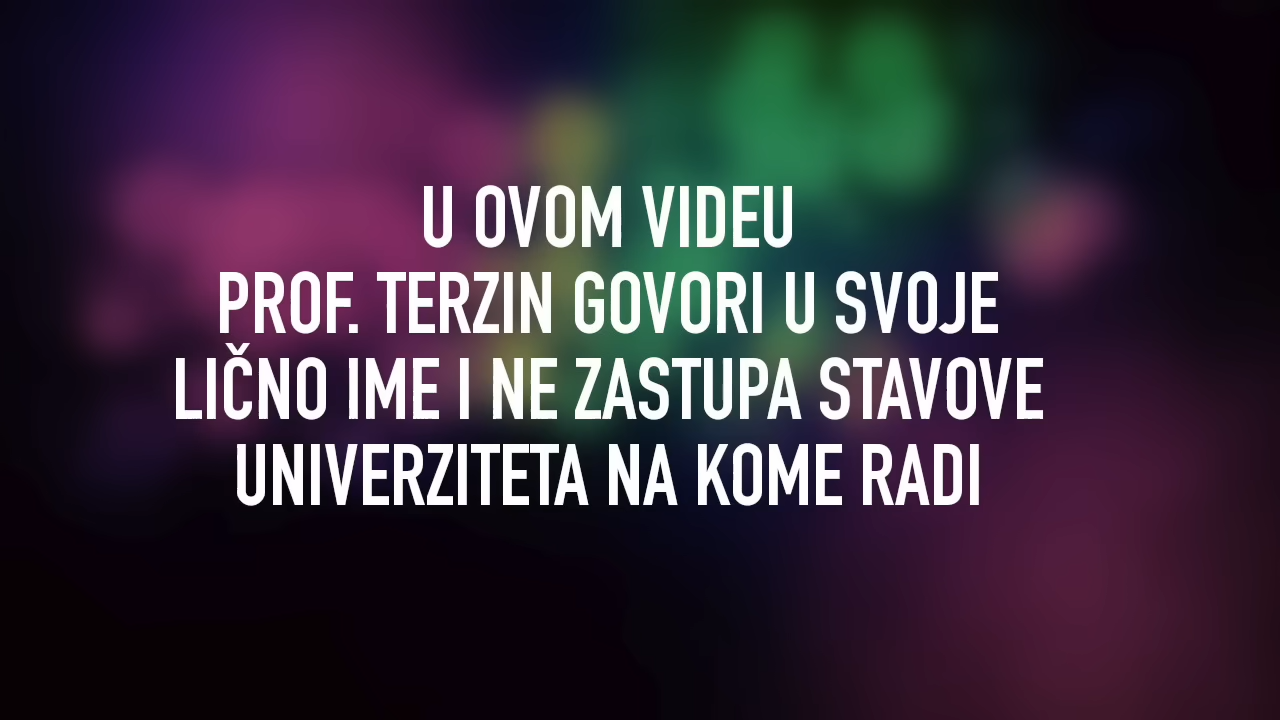 U OVOM VIDEU
PROF. TERZIN GOVORI U SVOJE
LIČNO IME I NE ZASTUPA STAVOVE
UNIVERZITETA NA KOME RADI